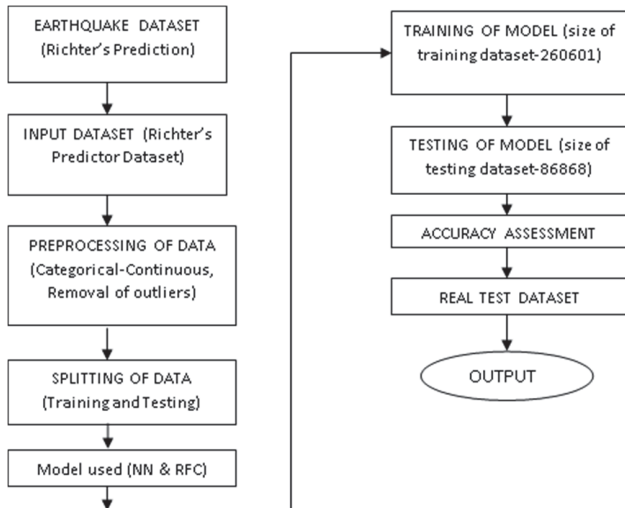 EARTHQUAKE DATASET
(Richter's Prediction)
INPUT DATASET (Richter's
Predictor Dataset)
PREPROCESSING OF DATA
(Categorical-Continuous,
Removal of outliers)
SPLITTING OF DATA
(Training and Testing)
Model used (NN & RFC)
TRAINING OF MODEL (size of
training dataset-260601)
TESTING OF MODEL (size of
testing dataset-86868)
ACCURACY ASSESSMENT
REAL TEST DATASET
OUTPUT